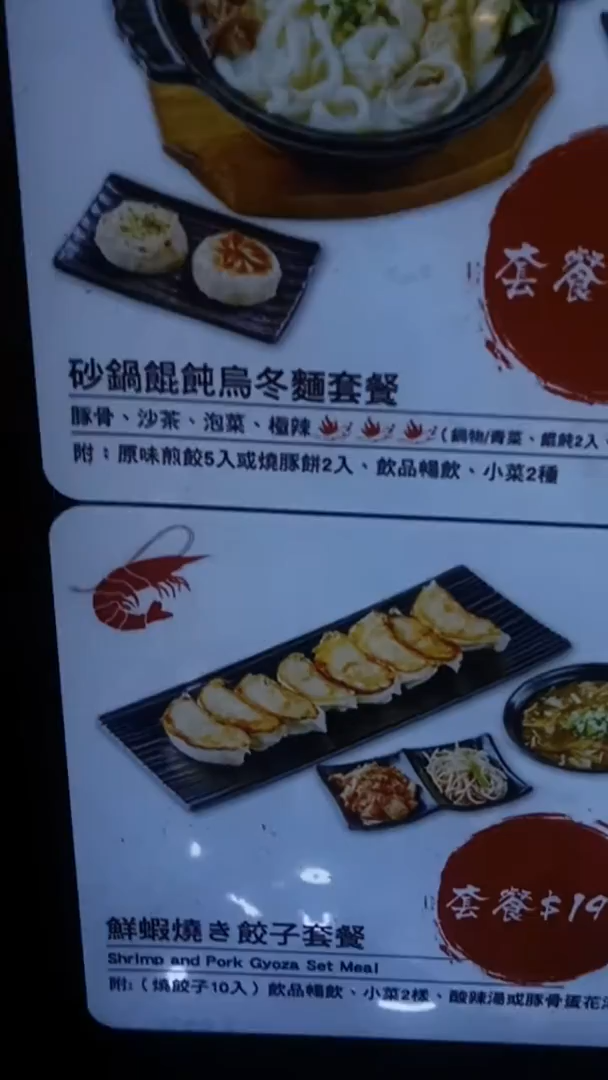 套餐
砂鍋餛飩烏冬麵套餐
豚骨、沙茶、泡菜、極辣 (鍋物/青菜、餛飩2入
附：原味煎餃5入或燒豚餅2入、飲品暢飲、小菜2種
套餐$19
鮮蝦燒き餃子套餐
Shrimp and Pork Gyoza Set Meal
附:(燒餃子10入)飲品暢飲、小菜2樣、酸辣湯或豚骨蛋花